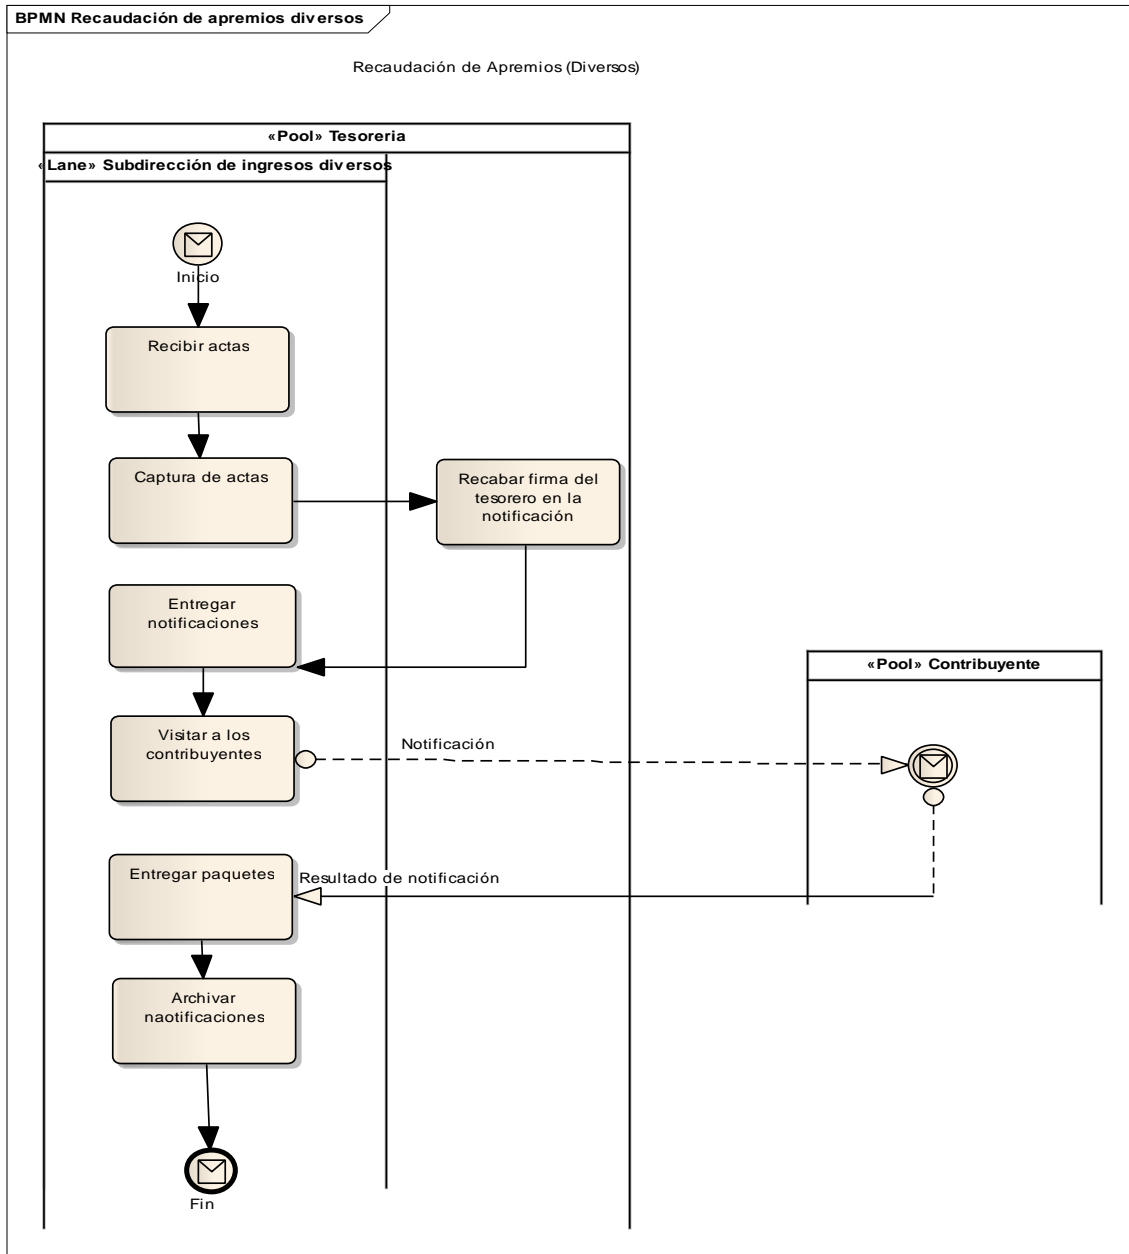 BPMN Recaudación de apremios diversos
Recaudación de Apremios (Diversos)
«Pool» Tesoreria
«Lane» Subdirección de ingresos diversos
Inicio
Recibir actas
Captura de actas
Recabar firma del
tesorero en la
notificación
Entregar
notificaciones
«Pool» Contribuyente
Visitar a los
contribuyentes
Notificación
Entregar paquetes
Resultado de notificación
Archivar
naotificaciones
Fin